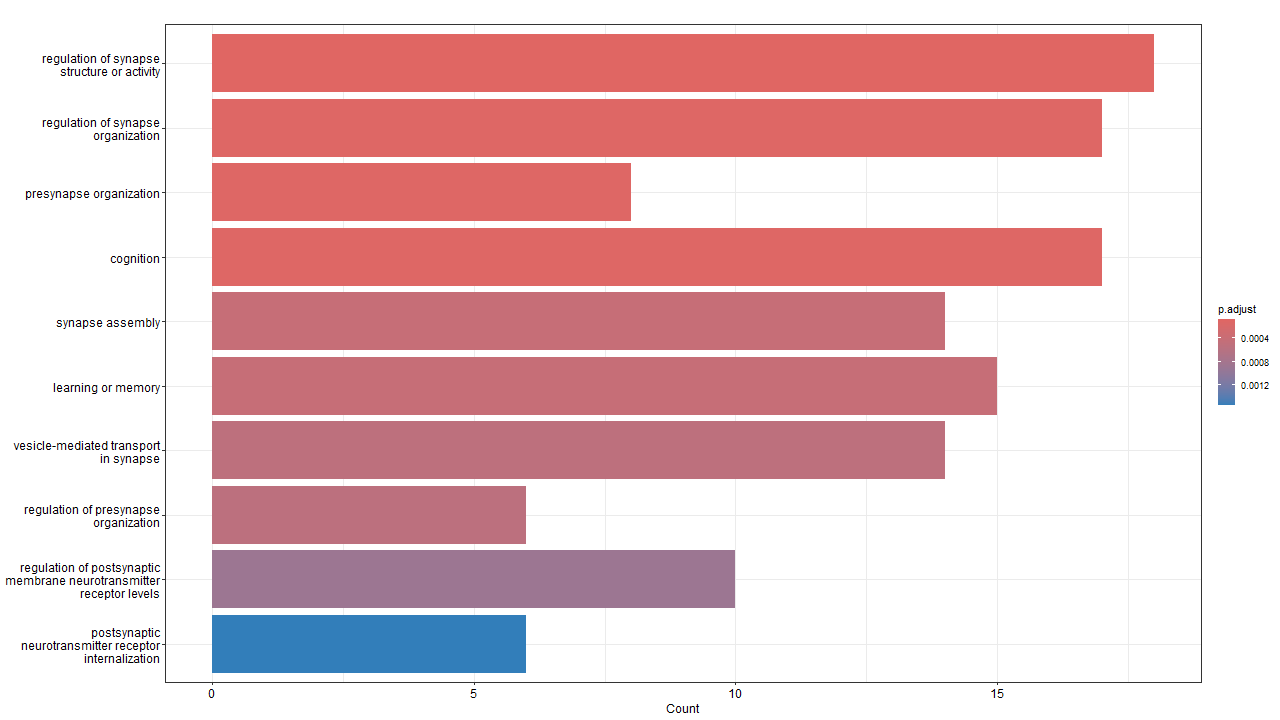 regulation of synapse
structure or activity
regulation of synapse
organization
presynapse organization
cognition
synapse assembly
learning or memory
vesicle-mediated transport
in synapse
regulation of presynapse
organization
regulation of postsynaptic
membrane neurotransmitter
receptor levels
postsynaptic
neurotransmitter receptor
internalization
0 5 10 15
Count
p.adjust
0.0004
0.0008
0.0012